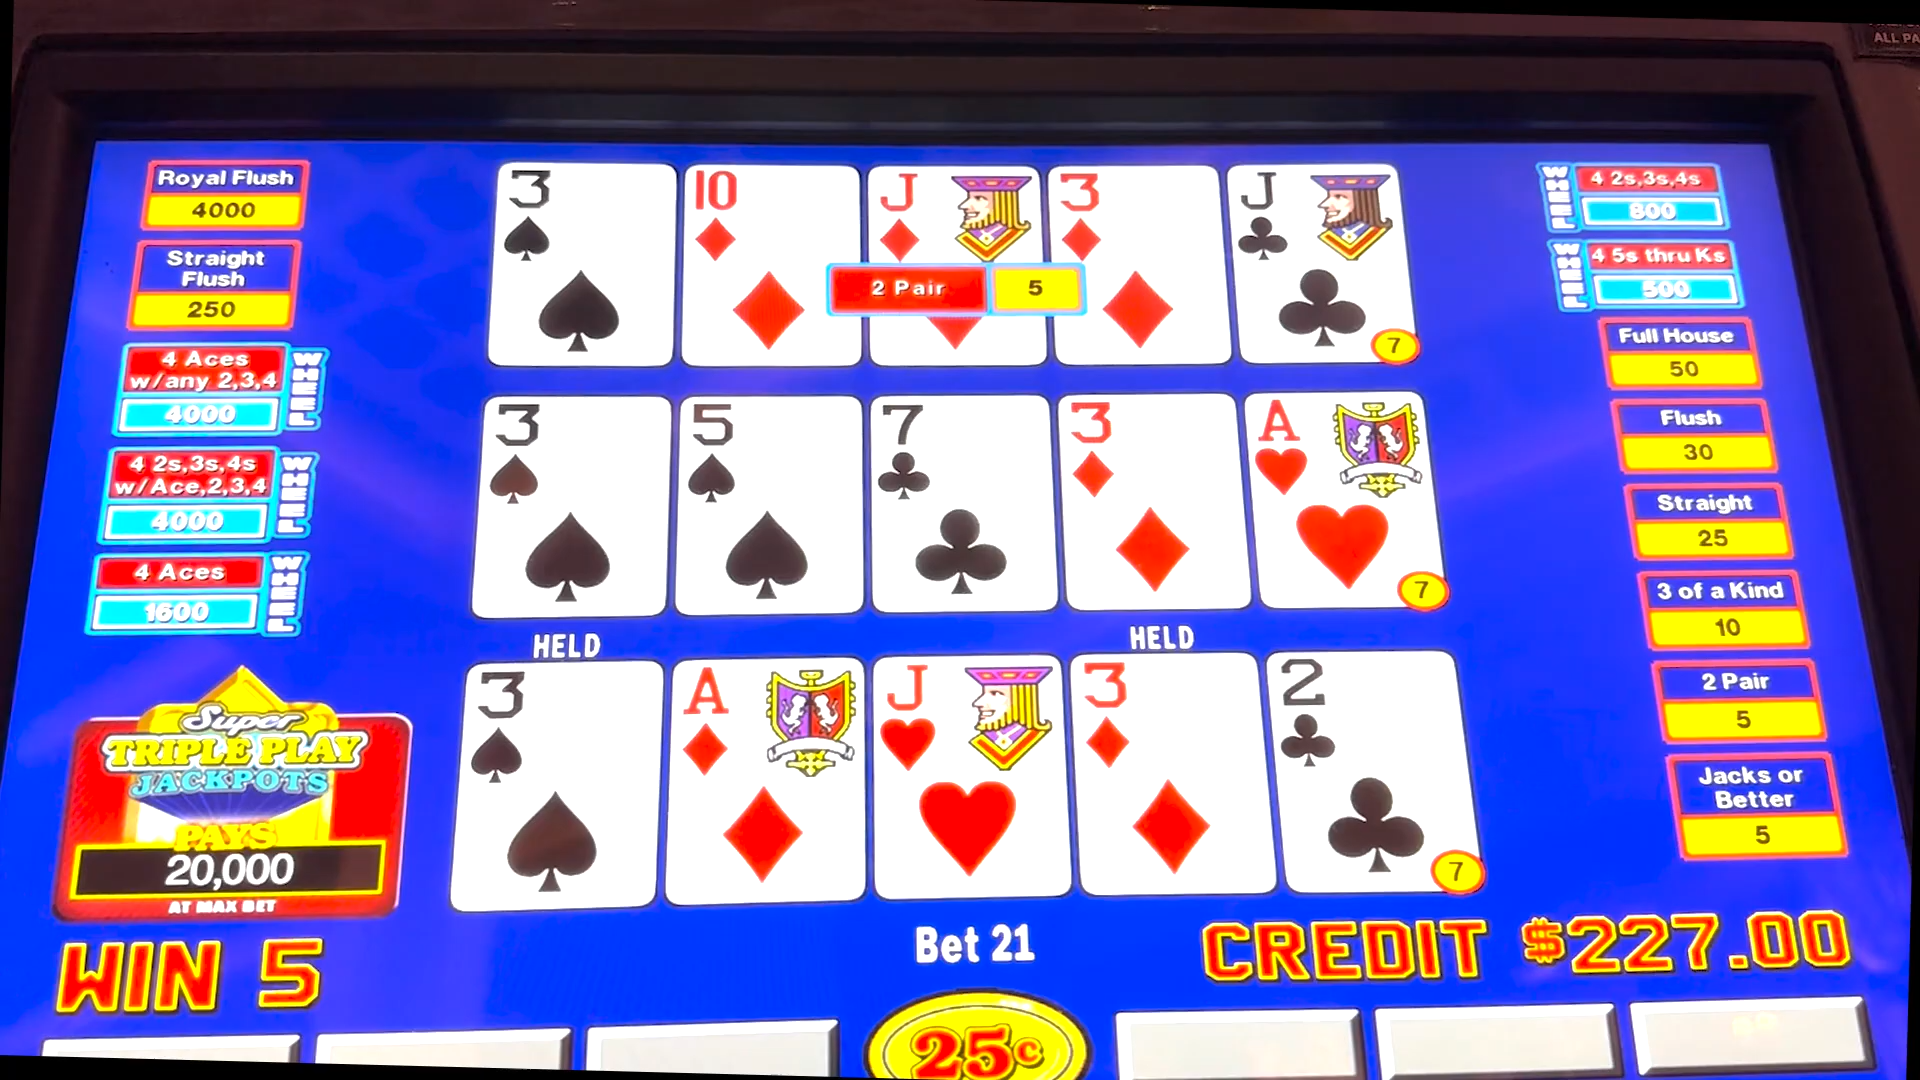 ALL PA
Royal Flush
4000
Straight
Flush
250
4 Aces
w/any 2,3,4
4000
WHEEL
4 2s,3s,4s
w/Ace,2,3,4
4000
WHEEL
4 Aces
1600
WHEEL
3
10
J
3
J
2 Pair
5
7
3
5
7
3
A
7
HELD
HELD
3
A
J
3
2
7
WHEEL
4 2s,3s,4s
800
WHEEL
4 5s thru Ks
500
Full House
50
Flush
30
Straight
25
3 of a Kind
10
2 Pair
5
Jacks or
Better
5
Super
TRIPLE PLAY
JACKPOTS
PAYS
20,000
AT MAX BET
WIN 5
Bet 21
CREDIT $227.00
25¢